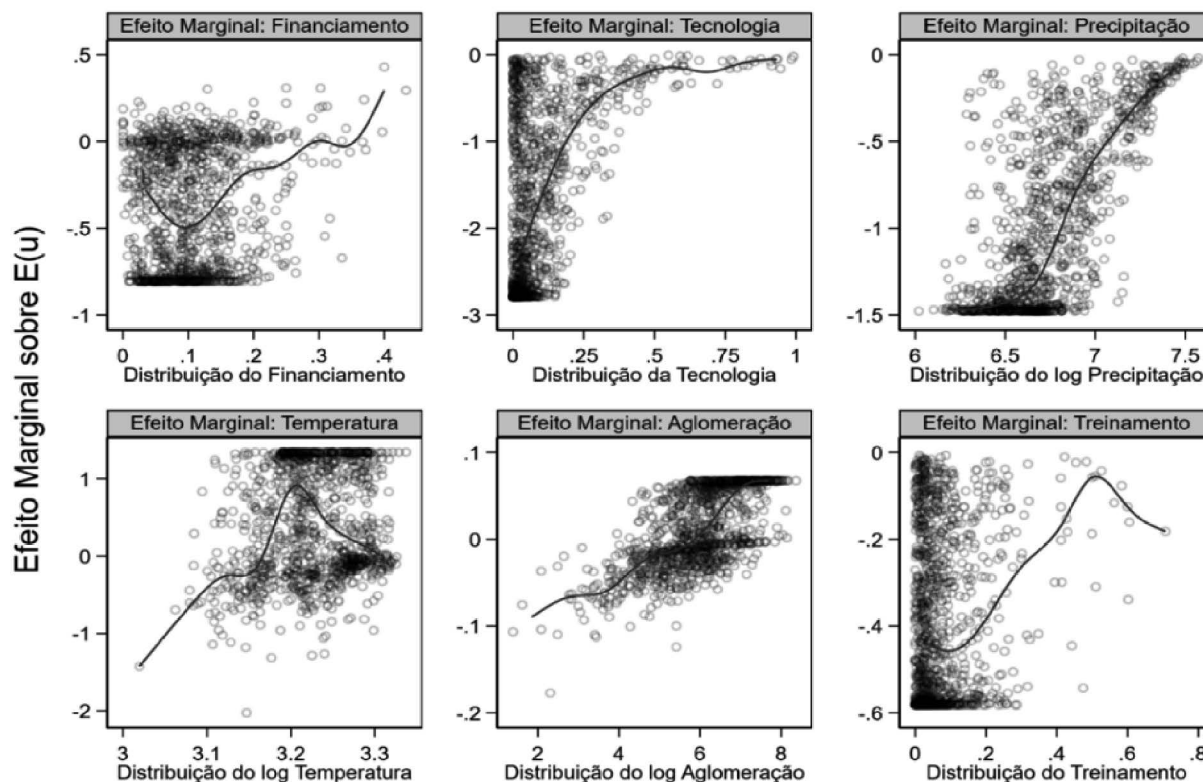 Efeito Marginal sobre E(u)
Efeito Marginal: Financiamento
.5
0
-.5
-1
0 .1 .2 .3 .4
Distribuição do Financiamento
Efeito Marginal: Tecnologia
0
-1
-2
-3
0 .25 .5 .75 1
Distribuição da Tecnologia
Efeito Marginal: Precipitação
0
-.5
-1
-1.5
6 6.5 7 7.5
Distribuição do log Precipitação
Efeito Marginal: Temperatura
1
0
-1
-2
3 3.1 3.2 3.3
Distribuição do log Temperatura
Efeito Marginal: Aglomeração
.1
0
-.1
-.2
2 4 6 8
Distribuição do log Aglomeração
Efeito Marginal: Treinamento
0
-.2
-.4
-.6
0 .2 .4 .6 .8
Distribuição do Treinamento